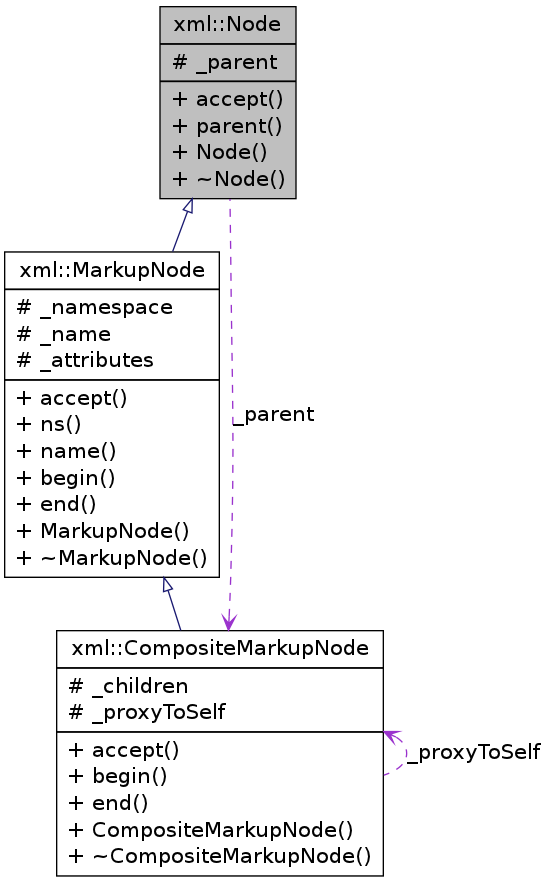 xml::Node
# _parent
+ accept()
+ parent()
+ Node()
+ ~Node()
xml::MarkupNode
# _namespace
# _name
# _attributes
+ accept()
+ ns()
+ name()
+ begin()
+ end()
+ MarkupNode()
+ ~MarkupNode()
_parent
xml::CompositeMarkupNode
# _children
# _proxyToSelf
+ accept()
+ begin()
+ end()
+ CompositeMarkupNode()
+ ~CompositeMarkupNode()
_proxyToSelf